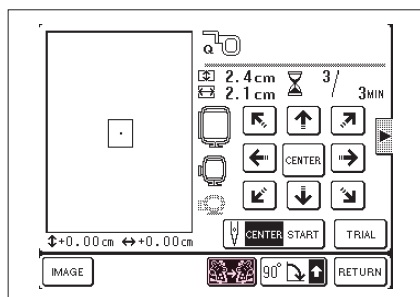 Q
2.4cm 3/
2.1cm 3MIN
CENTER
↕+0.00cm ↔+0.00cm
CENTER START TRIAL
IMAGE 90° RETURN